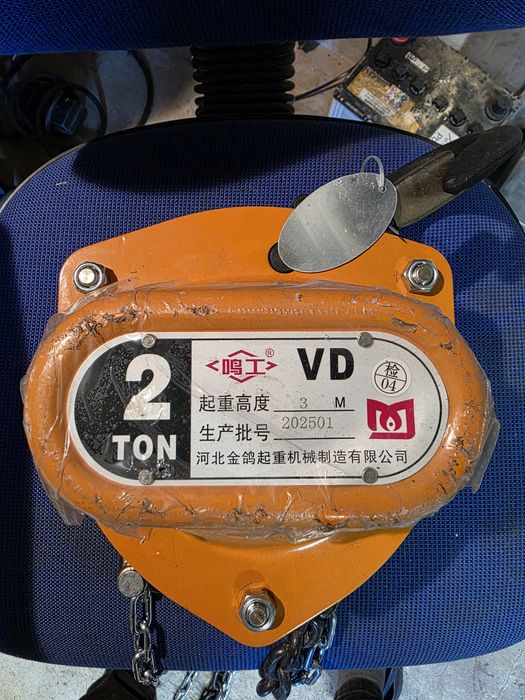 2
TON
<鸣工>® VD
检
04
起重高度 3 M
生产批号 202501
河北金鸽起重机械制造有限公司